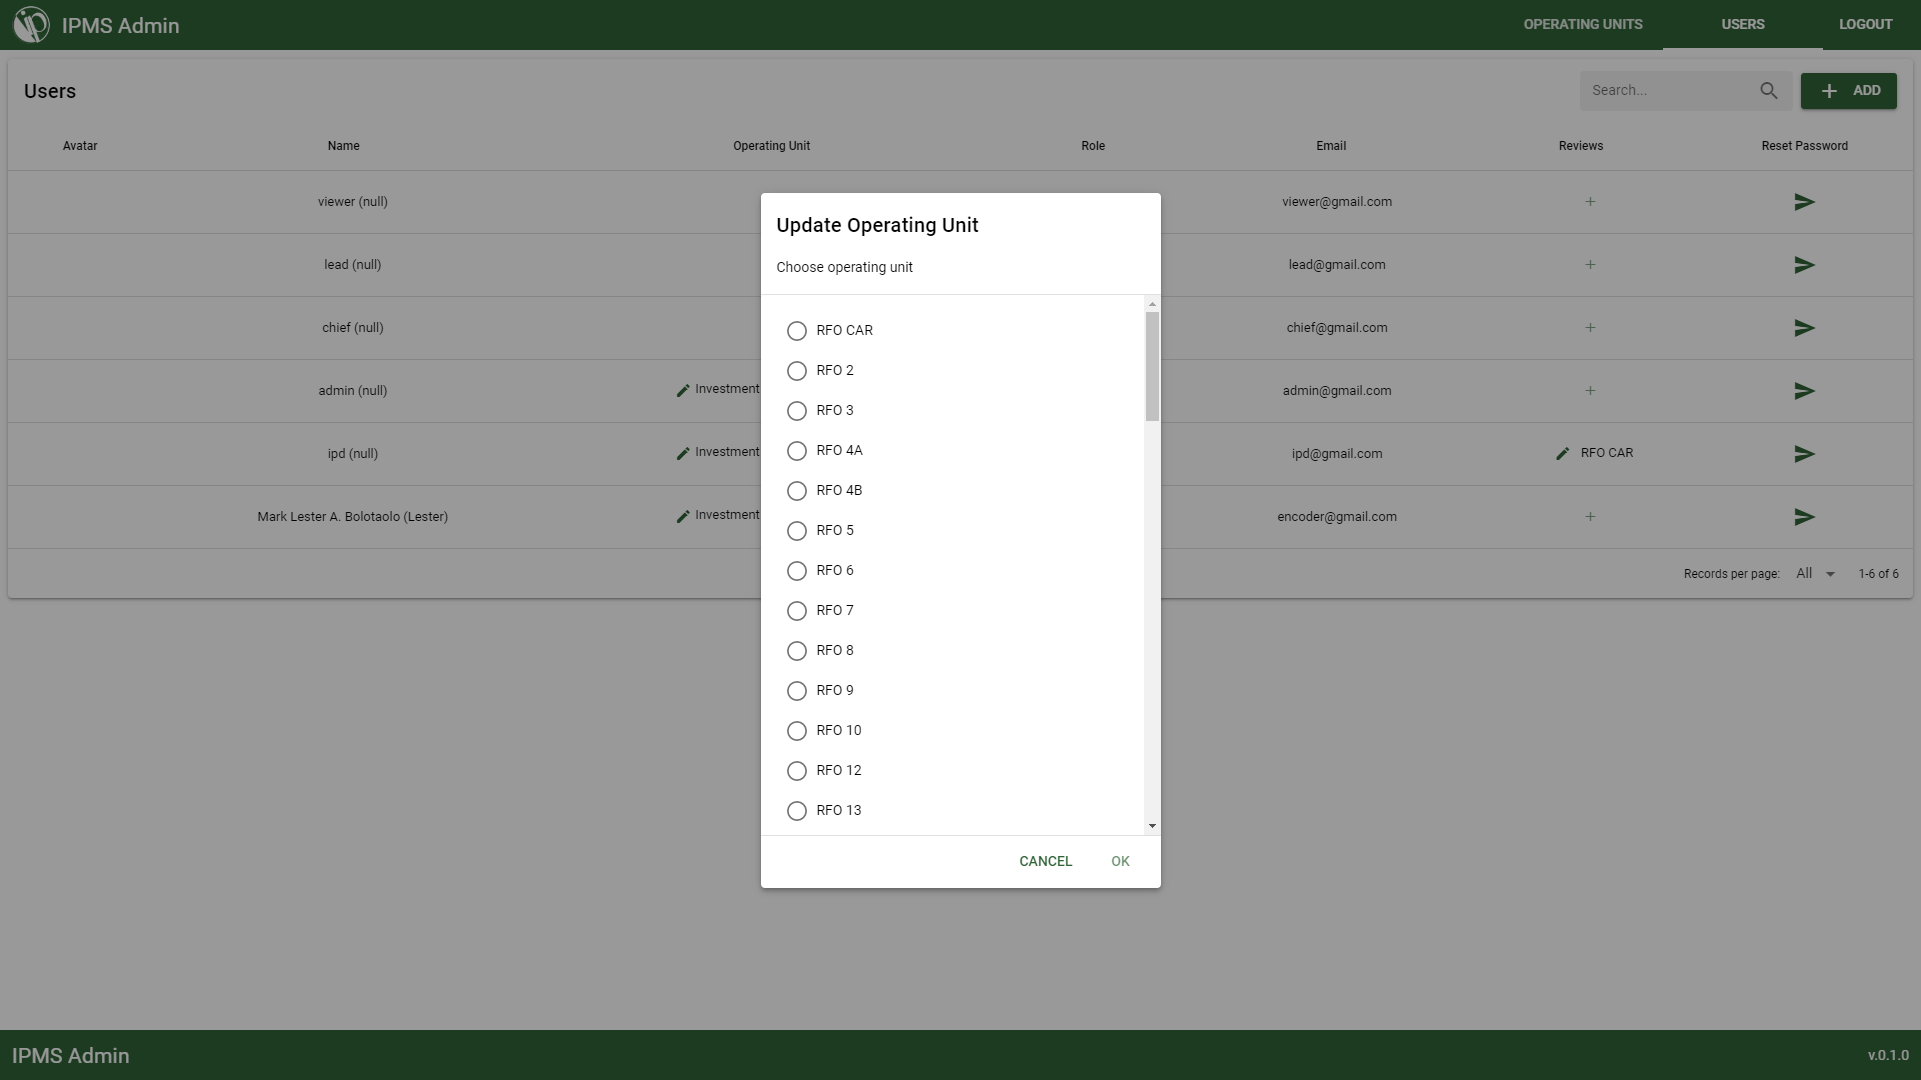 IPMS Admin
OPERATING UNITS
USERS
LOGOUT
Users
Search...
ADD
Avatar
Name
Operating Unit
Role
Email
Reviews
Reset Password
viewer (null)
viewer@gmail.com
lead (null)
lead@gmail.com
chief (null)
chief@gmail.com
admin (null)
Investment
admin@gmail.com
ipd (null)
Investment
ipd@gmail.com
RFO CAR
Mark Lester A. Bolotaolo (Lester)
Investment
encoder@gmail.com
Records per page:
All
1-6 of 6
Update Operating Unit
Choose operating unit
RFO CAR
RFO 2
RFO 3
RFO 4A
RFO 4B
RFO 5
RFO 6
RFO 7
RFO 8
RFO 9
RFO 10
RFO 12
RFO 13
CANCEL
OK
IPMS Admin
v.0.1.0